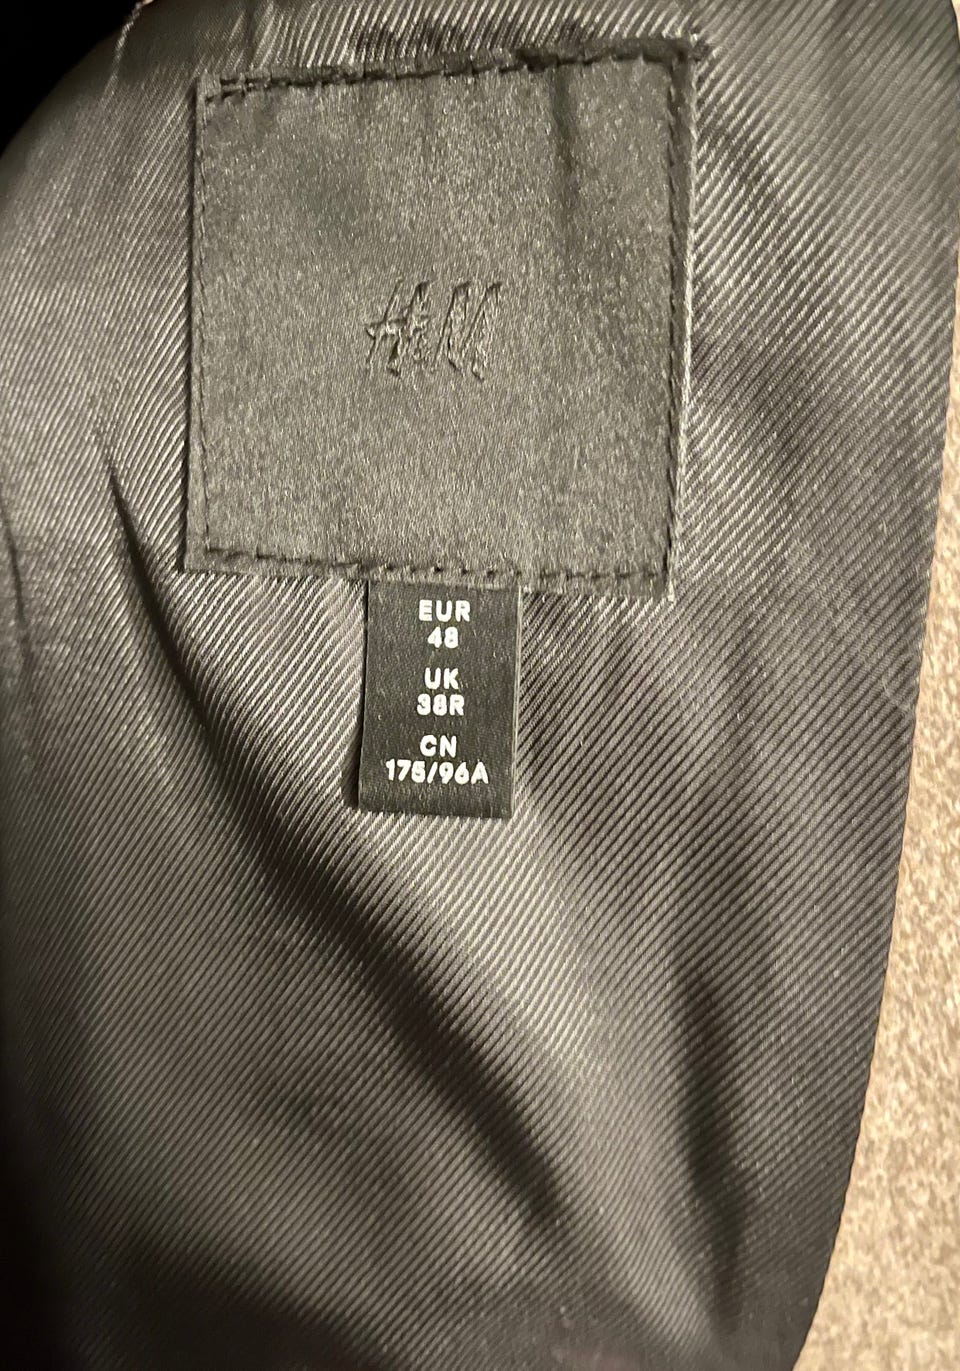 H&M
EUR
48
UK
38R
CN
175/96A